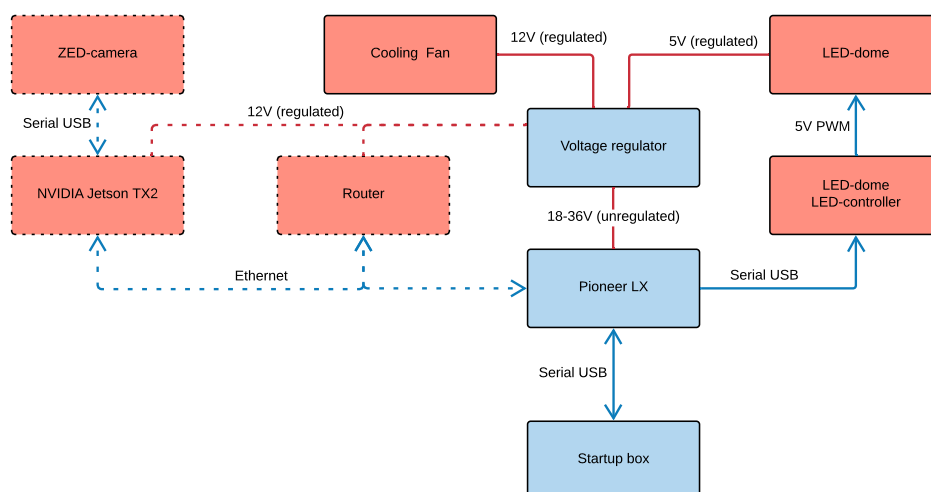 ZED-camera
Cooling Fan
12V (regulated)
5V (regulated)
LED-dome
Serial USB
12V (regulated)
5V PWM
NVIDIA Jetson TX2
Router
Voltage regulator
LED-dome
LED-controller
18-36V (unregulated)
Ethernet
Pioneer LX
Serial USB
Serial USB
Startup box